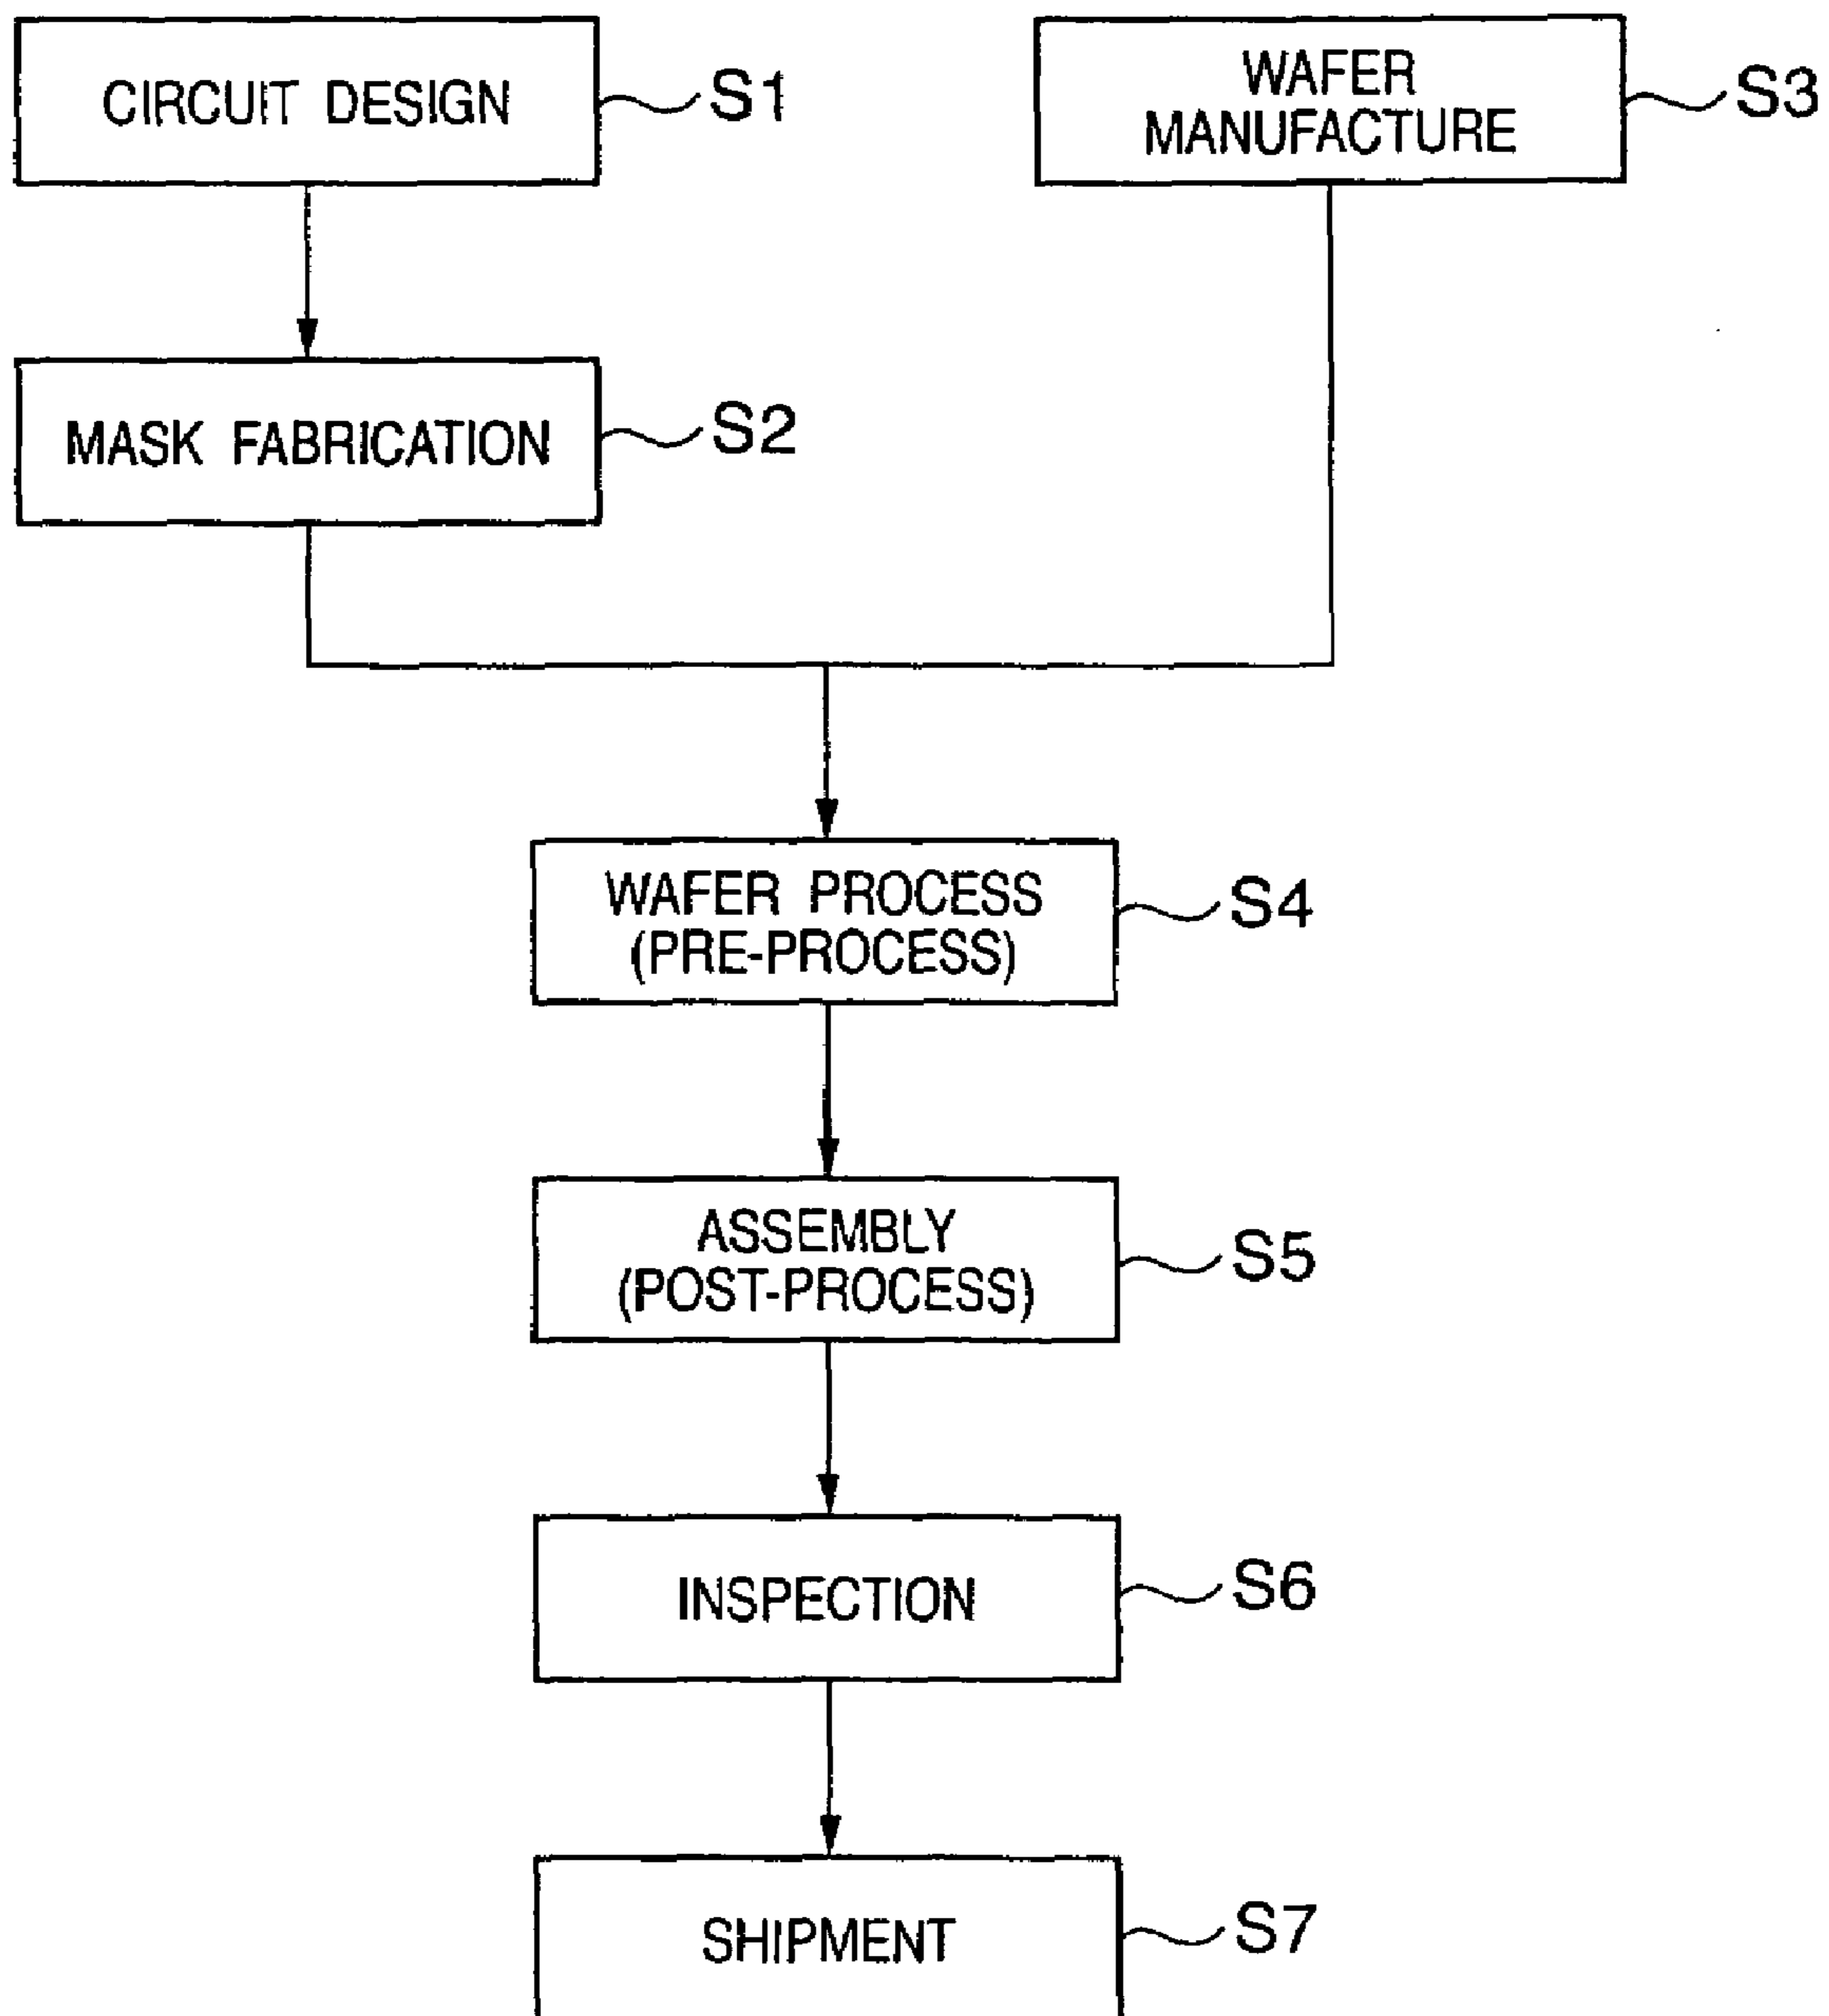 CIRCUIT DESIGN
S1
WAFER
MANUFACTURE
S3
MASK FABRICATION
S2
WAFER PROCESS
(PRE-PROCESS)
S4
ASSEMBLY
(POST-PROCESS)
S5
INSPECTION
S6
SHIPMENT
S7